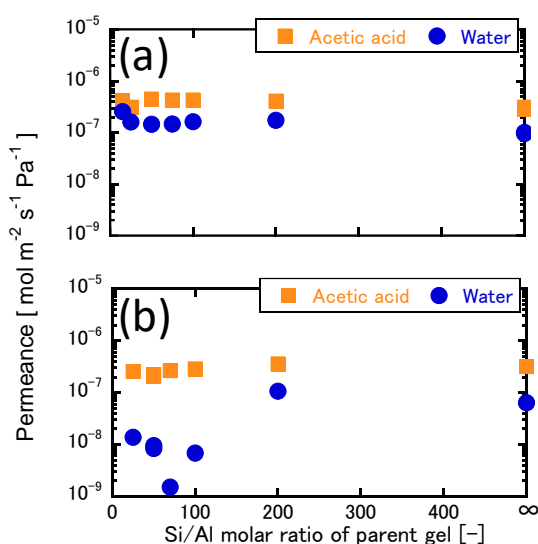 Acetic acid Water
(a)
10⁻⁵
10⁻⁶
10⁻⁷
10⁻⁸
10⁻⁹
Permeance [ mol m⁻² s⁻¹ Pa⁻¹ ]
Acetic acid Water
(b)
10⁻⁵
10⁻⁶
10⁻⁷
10⁻⁸
10⁻⁹
0 100 200 300 400 ∞
Si/Al molar ratio of parent gel [-]